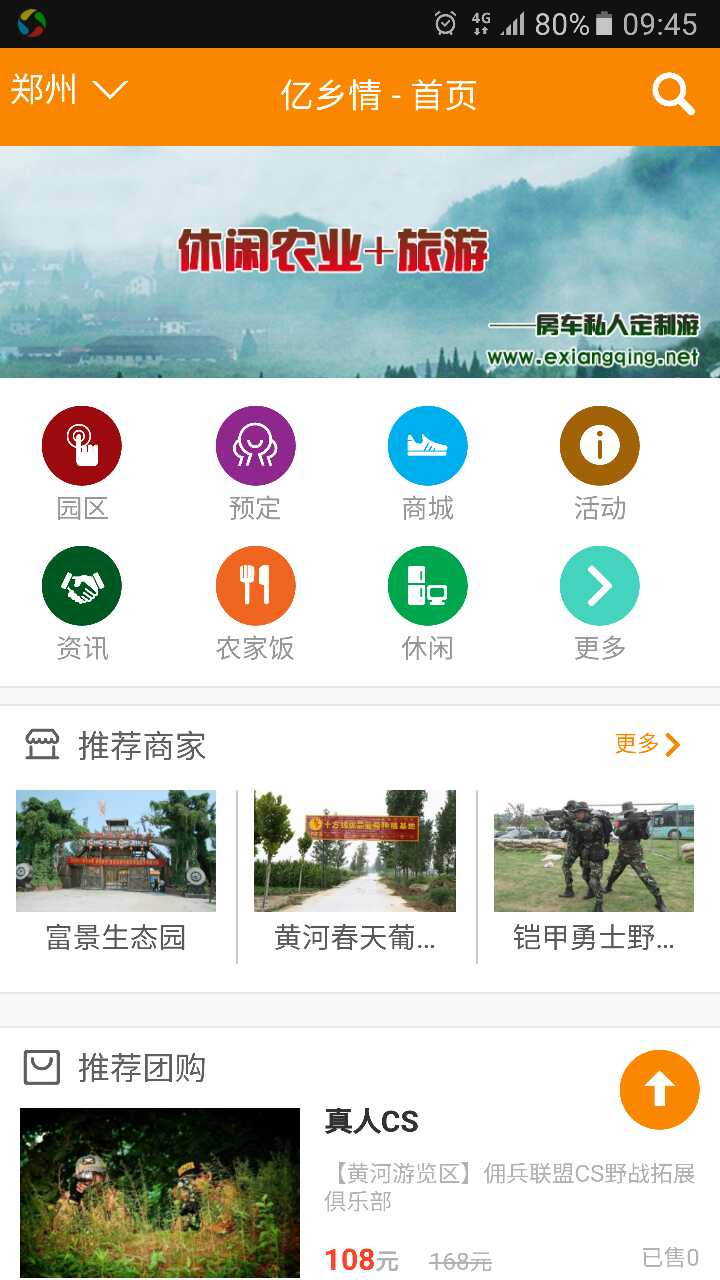 4G 80% 09:45
郑州 亿乡情 - 首页
休闲农业+旅游
——房车私人定制游
www.exiangqing.net
园区 预定 商城 活动
资讯 农家饭 休闲 更多
推荐商家 更多
富景生态园 黄河春天葡... 铠甲勇士野...
推荐团购
真人CS
【黄河游览区】佣兵联盟CS野战拓展
俱乐部
108元 168元 已售0